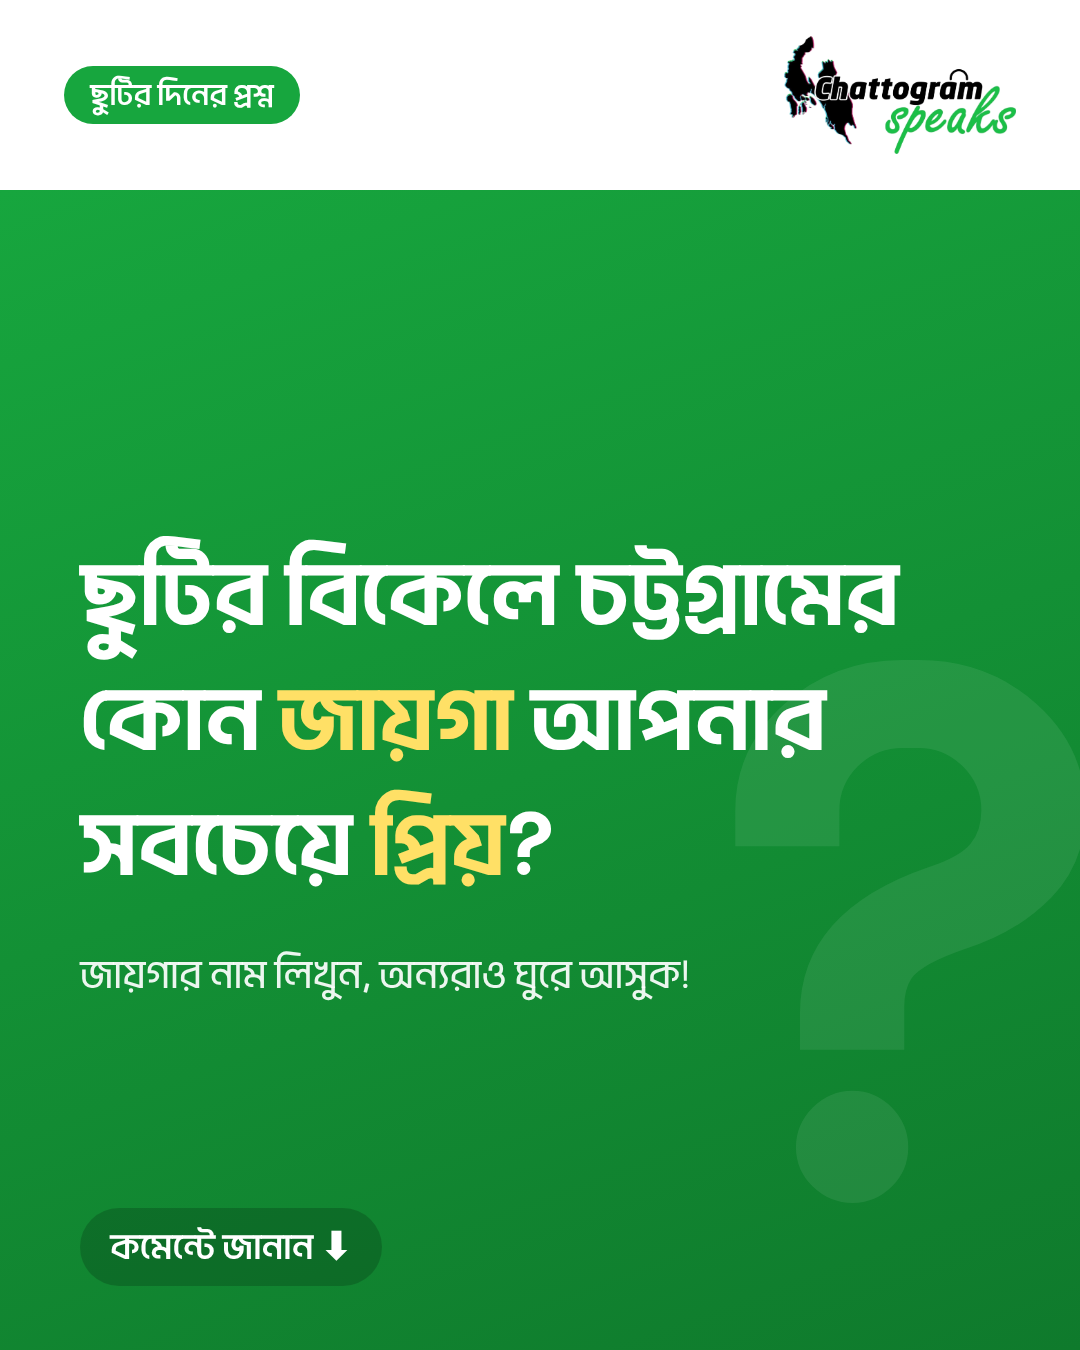 ছুটির দিনের প্রশ্ন
Chattogram
speaks
ছুটির বিকেলে চট্টগ্রামের
কোন জায়গা আপনার
সবচেয়ে প্রিয়?
জায়গার নাম লিখুন, অন্যরাও ঘুরে আসুক!
কমেন্টে জানান ⬇